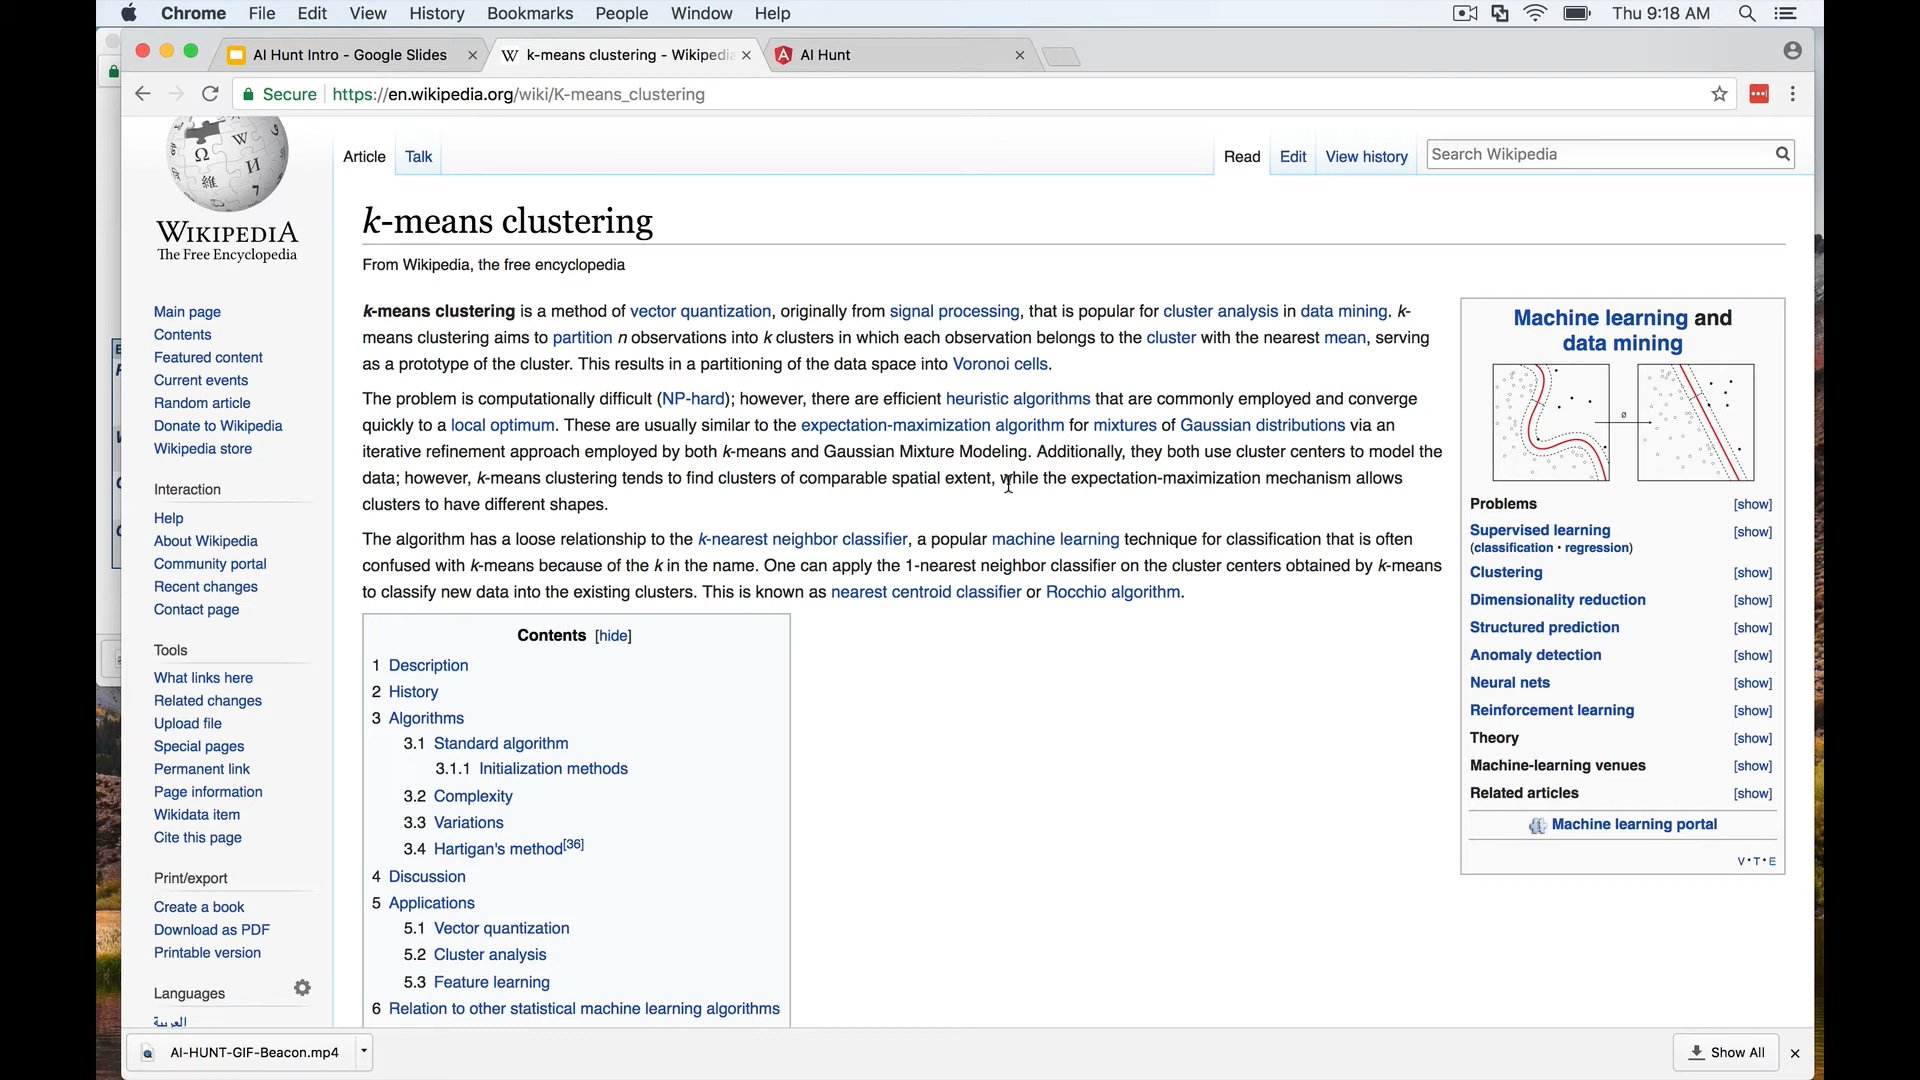 Chrome File Edit View History Bookmarks People Window Help Thu 9:18 AM
AI Hunt Intro - Google Slides
k-means clustering - Wikipedia
AI Hunt
Secure https://en.wikipedia.org/wiki/K-means_clustering
Article Talk Read Edit View history Search Wikipedia
WIKIPEDIA
The Free Encyclopedia
Main page
Contents
Featured content
Current events
Random article
Donate to Wikipedia
Wikipedia store
Interaction
Help
About Wikipedia
Community portal
Recent changes
Contact page
Tools
What links here
Related changes
Upload file
Special pages
Permanent link
Page information
Wikidata item
Cite this page
Print/export
Create a book
Download as PDF
Printable version
Languages
العربية
k-means clustering
From Wikipedia, the free encyclopedia
k-means clustering is a method of vector quantization, originally from signal processing, that is popular for cluster analysis in data mining. k-
means clustering aims to partition n observations into k clusters in which each observation belongs to the cluster with the nearest mean, serving
as a prototype of the cluster. This results in a partitioning of the data space into Voronoi cells.
The problem is computationally difficult (NP-hard); however, there are efficient heuristic algorithms that are commonly employed and converge
quickly to a local optimum. These are usually similar to the expectation-maximization algorithm for mixtures of Gaussian distributions via an
iterative refinement approach employed by both k-means and Gaussian Mixture Modeling. Additionally, they both use cluster centers to model the
data; however, k-means clustering tends to find clusters of comparable spatial extent, while the expectation-maximization mechanism allows
clusters to have different shapes.
The algorithm has a loose relationship to the k-nearest neighbor classifier, a popular machine learning technique for classification that is often
confused with k-means because of the k in the name. One can apply the 1-nearest neighbor classifier on the cluster centers obtained by k-means
to classify new data into the existing clusters. This is known as nearest centroid classifier or Rocchio algorithm.
Contents [hide]
1 Description
2 History
3 Algorithms
3.1 Standard algorithm
3.1.1 Initialization methods
3.2 Complexity
3.3 Variations
3.4 Hartigan's method[36]
4 Discussion
5 Applications
5.1 Vector quantization
5.2 Cluster analysis
5.3 Feature learning
6 Relation to other statistical machine learning algorithms
Machine learning and
data mining
ø
Problems [show]
Supervised learning [show]
(classification • regression)
Clustering [show]
Dimensionality reduction [show]
Structured prediction [show]
Anomaly detection [show]
Neural nets [show]
Reinforcement learning [show]
Theory [show]
Machine-learning venues [show]
Related articles [show]
Machine learning portal
V • T • E
AI-HUNT-GIF-Beacon.mp4
Show All